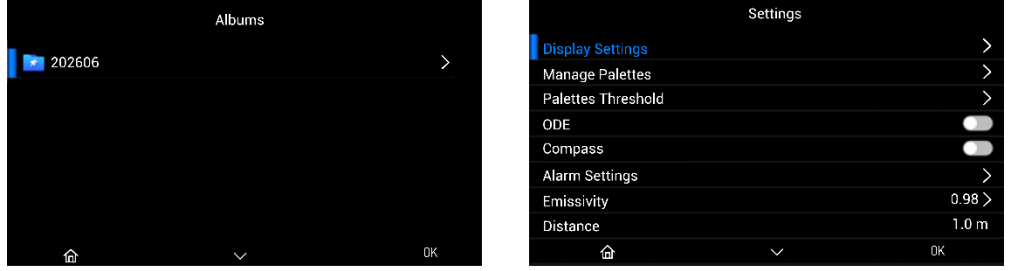 Albums
202606
OK
Settings
Display Settings
Manage Palettes
Palettes Threshold
ODE
Compass
Alarm Settings
Emissivity 0.98
Distance 1.0 m
OK